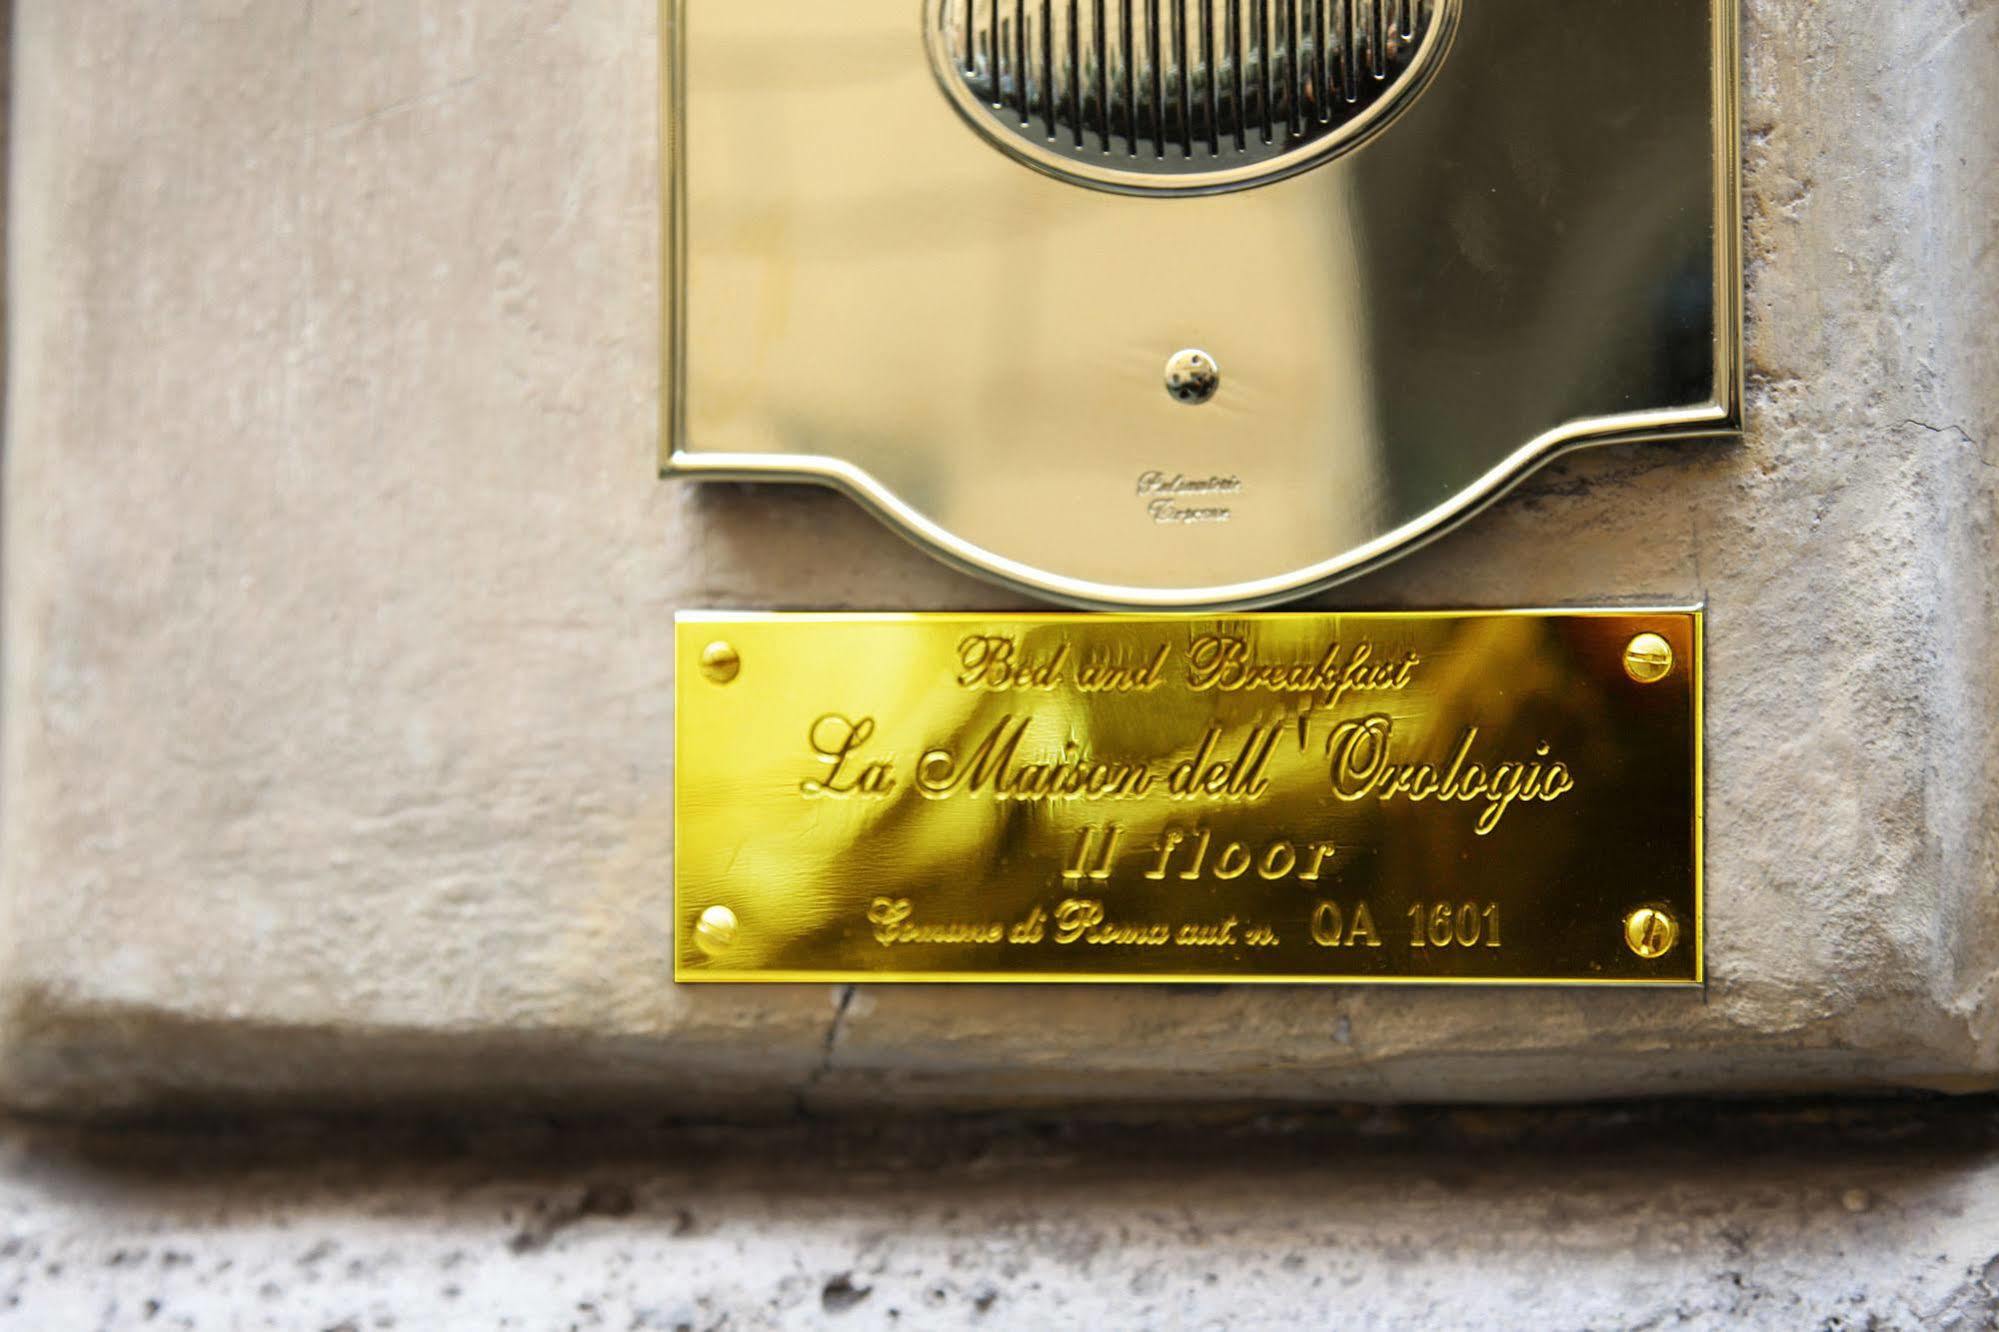 Bed and Breakfast
La Maison dell'Orologio
II floor
Comune di Roma aut. n. QA 1601